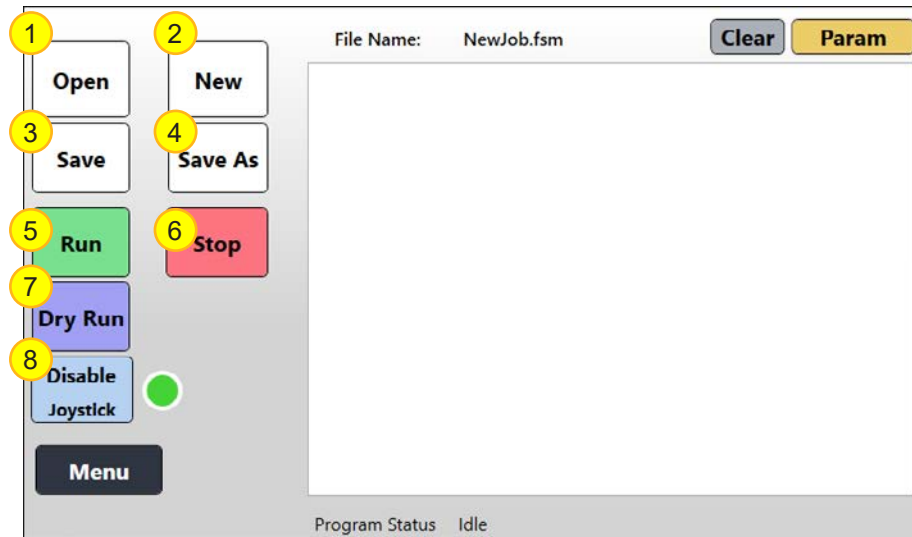 1
2
File Name: NewJob.fsm
Clear
Param
Open
New
3
4
Save
Save As
5
6
Run
Stop
7
Dry Run
8
Disable
Joystick
Menu
Program Status Idle